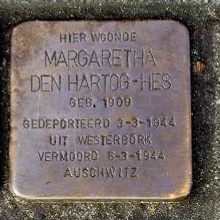 HIER WOONDE
MARGARETHA
DEN HARTOG-HES
GEB. 1909
GEDEPORTEERD 3-3-1944
UIT WESTERBORK
VERMOORD 6-3-1944
AUSCHWITZ